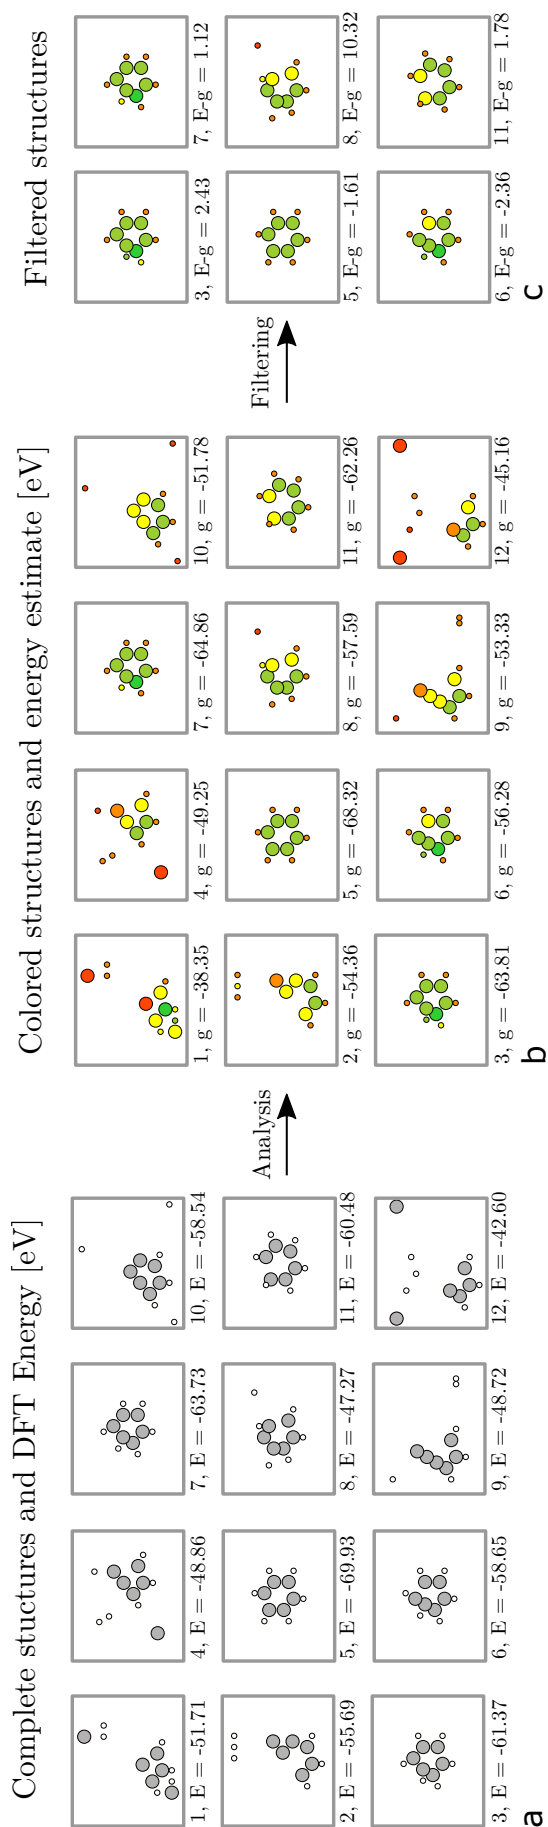 Complete stuctures and DFT Energy [eV]
1, E = -51.71
4, E = -48.86
7, E = -63.73
10, E = -58.54
2, E = -55.69
5, E = -69.93
8, E = -47.27
11, E = -60.48
3, E = -61.37
6, E = -58.65
9, E = -48.72
12, E = -42.60
a
Analysis
Colored structures and energy estimate [eV]
1, g = -38.35
4, g = -49.25
7, g = -64.86
10, g = -51.78
2, g = -54.36
5, g = -68.32
8, g = -57.59
11, g = -62.26
3, g = -63.81
6, g = -56.28
9, g = -53.33
12, g = -45.16
b
Filtering
Filtered structures
3, E-g = 2.43
7, E-g = 1.12
5, E-g = -1.61
8, E-g = 10.32
6, E-g = -2.36
11, E-g = 1.78
c